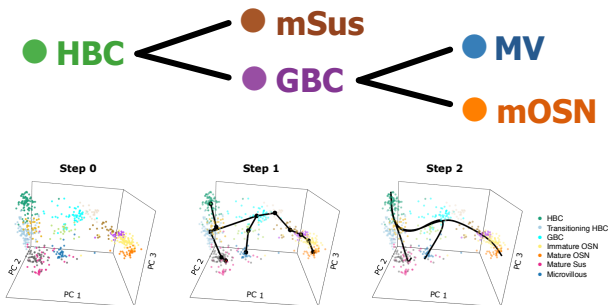 mSus
HBC
MV
GBC
mOSN
Step 0
Step 1
Step 2
PC 2
PC 1
PC 3
PC 2
PC 1
PC 3
PC 2
PC 1
PC 3
HBC
Transitioning HBC
GBC
Immature OSN
Mature OSN
Mature Sus
Microvillous